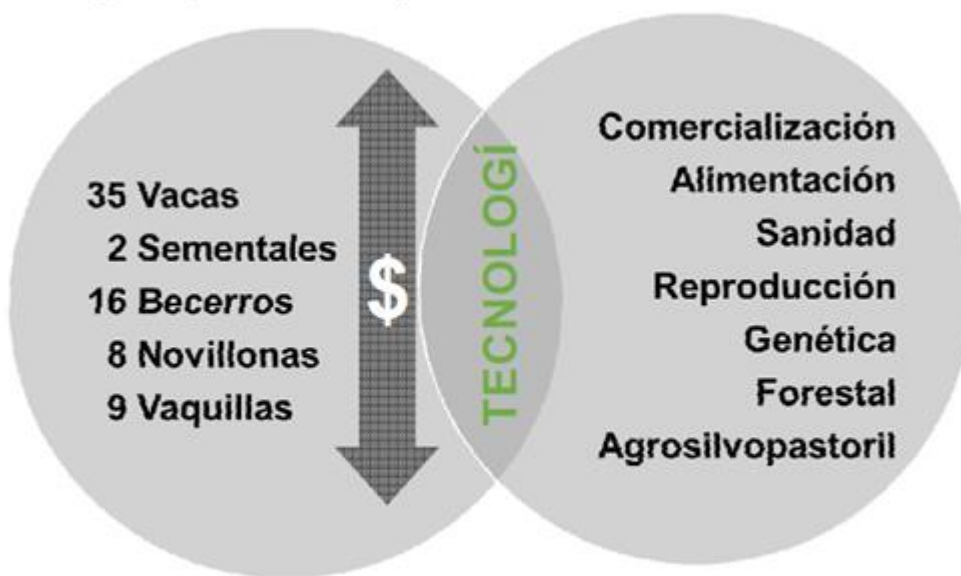 35 Vacas
2 Sementales
16 Becerros
8 Novillonas
9 Vaquillas
$
TECNOLOGÍ
Comercialización
Alimentación
Sanidad
Reproducción
Genética
Forestal
Agrosilvopastoril